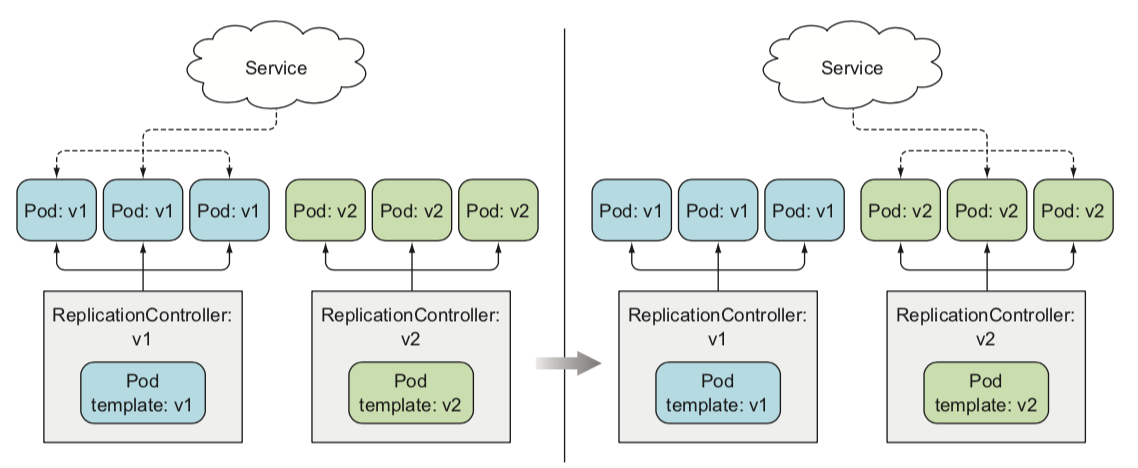 Service
Pod: v1
Pod: v1
Pod: v1
Pod: v2
Pod: v2
Pod: v2
ReplicationController:
v1
Pod
template: v1
ReplicationController:
v2
Pod
template: v2
Service
Pod: v1
Pod: v1
Pod: v1
Pod: v2
Pod: v2
Pod: v2
ReplicationController:
v1
Pod
template: v1
ReplicationController:
v2
Pod
template: v2